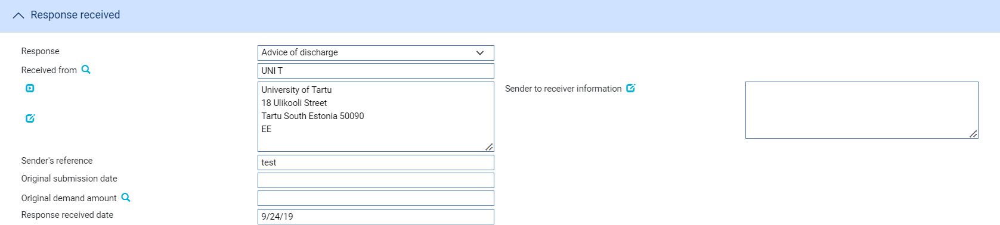 Response received
Response
Advice of discharge
Received from
UNI T
University of Tartu
18 Ulikooli Street
Tartu South Estonia 50090
EE
Sender to receiver information
Sender's reference
test
Original submission date
Original demand amount
Response received date
9/24/19